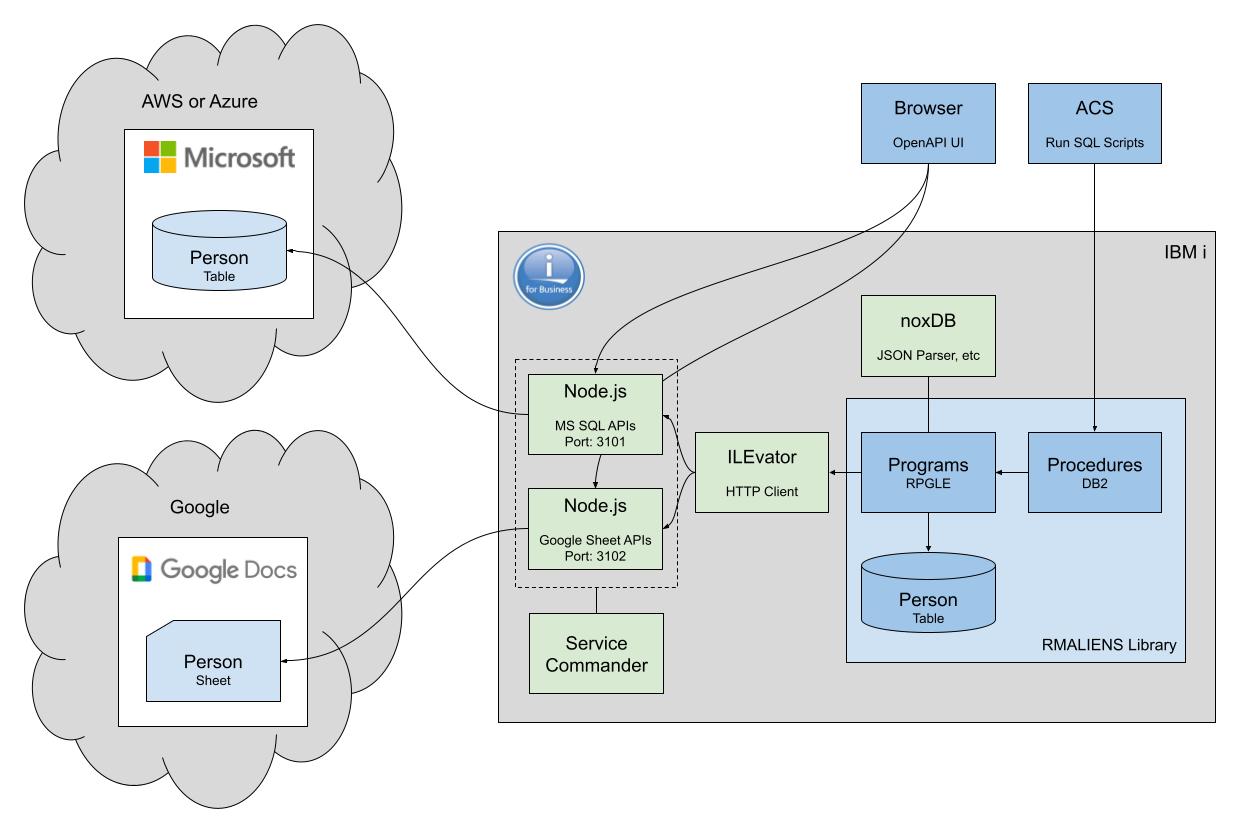 AWS or Azure
Microsoft
Person
Table
Google
Google Docs
Person
Sheet
Browser
OpenAPI UI
ACS
Run SQL Scripts
IBM i
i
for Business
noxDB
JSON Parser, etc
Node.js
MS SQL APIs
Port: 3101
Node.js
Google Sheet APIs
Port: 3102
ILEvator
HTTP Client
Programs
RPGLE
Procedures
DB2
Person
Table
RMALIENS Library
Service
Commander